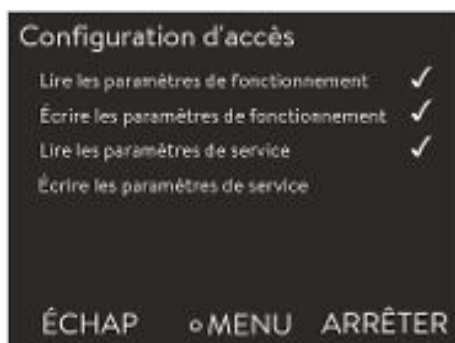 Configuration d'accès
Lire les paramètres de fonctionnement ✓
Écrire les paramètres de fonctionnement ✓
Lire les paramètres de service ✓
Écrire les paramètres de service
ÉCHAP ○MENU ARRÊTER